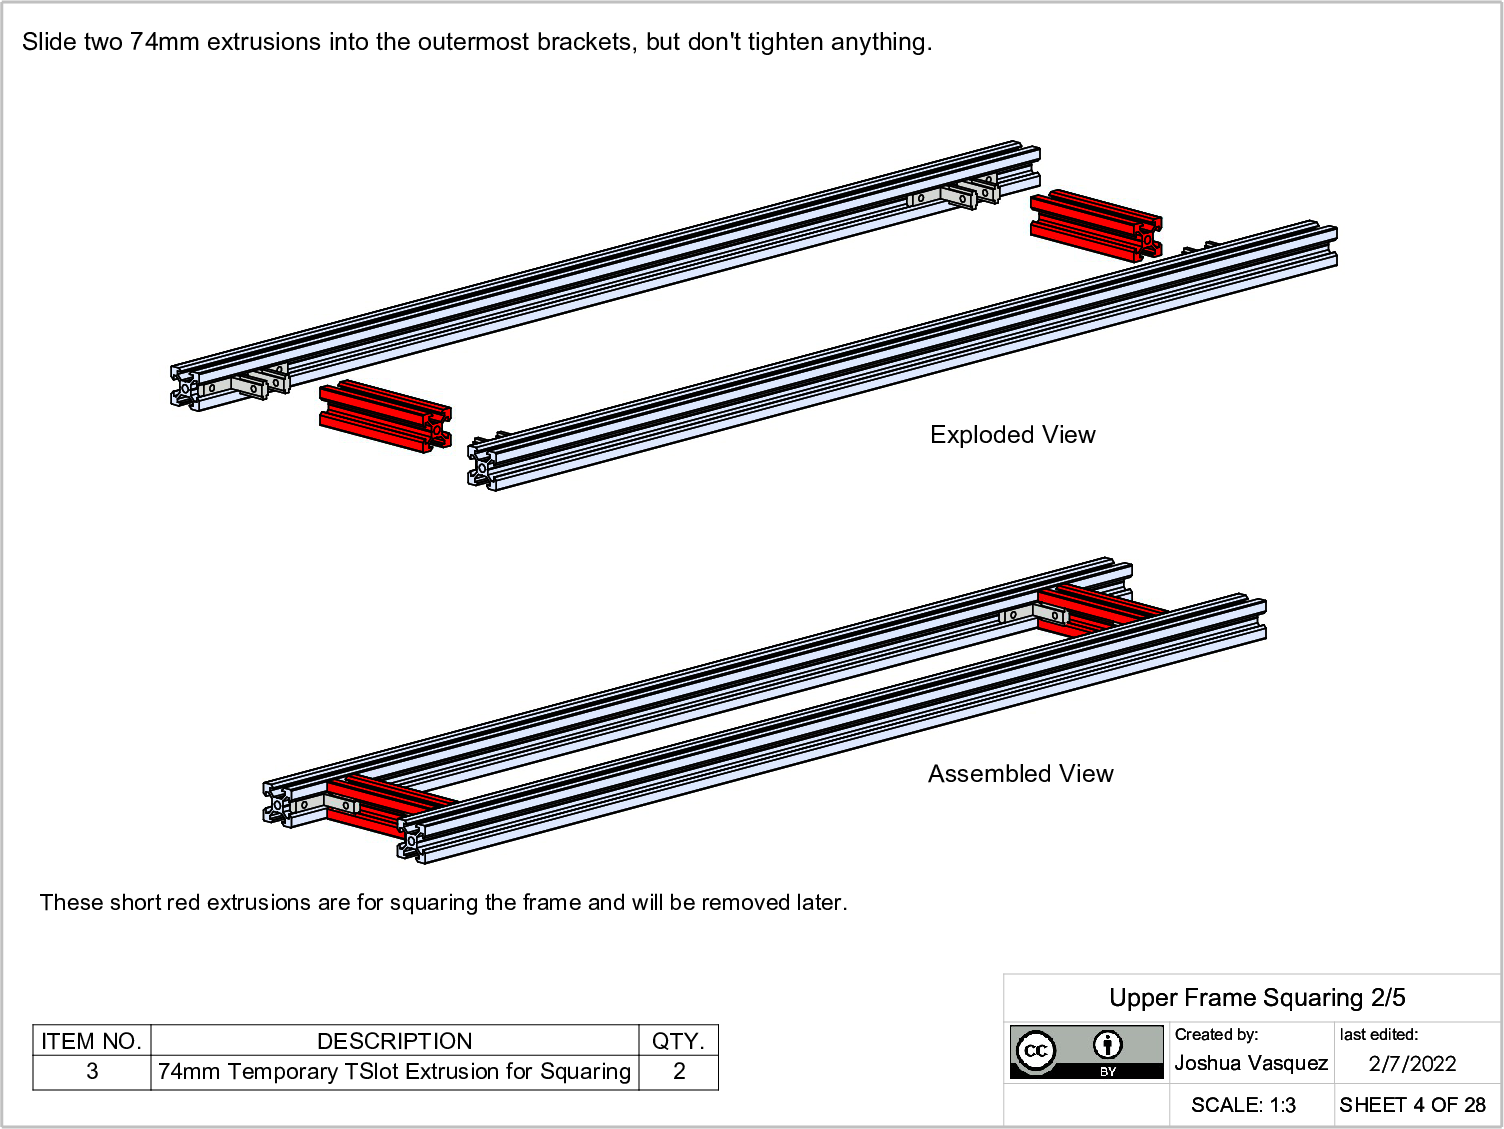 Slide two 74mm extrusions into the outermost brackets, but don't tighten anything.
Exploded View
Assembled View
These short red extrusions are for squaring the frame and will be removed later.
ITEM NO. DESCRIPTION QTY.
3 74mm Temporary TSlot Extrusion for Squaring 2
Upper Frame Squaring 2/5
cc BY
Created by:
Joshua Vasquez
last edited:
2/7/2022
SCALE: 1:3
SHEET 4 OF 28